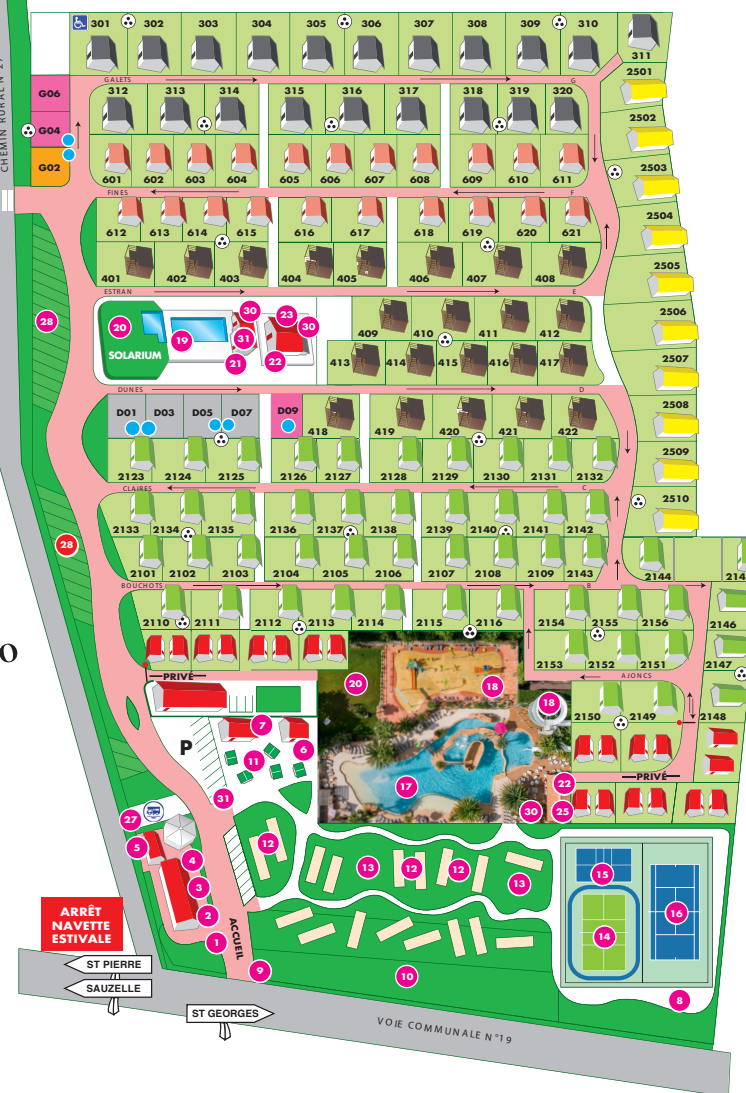 301 302 303 304 305 306 307 308 309 310
311
CHEMIN RURAL N°27
GALETS G
G06
G04
G02
312 313 314 315 316 317 318 319 320
2501
2502
601 602 603 604 605 606 607 608 609 610 611
2503
FINES F
612 613 614 615 616 617 618 619 620 621
2504
401 402 403 404 405 406 407 408
2505
ESTRAN E
28
20
SOLARIUM
19
30
31
21
23
30
22
409 410 411 412
2506
413 414 415 416 417
2507
DUNES D
D01 D03 D05 D07 D09
418 419 420 421 422
2508
2123 2124 2125 2126 2127 2128 2129 2130 2131 2132
2509
CLAIRES C
2510
2133 2134 2135 2136 2137 2138 2139 2140 2141 2142
28
2101 2102 2103 2104 2105 2106 2107 2108 2109 2143
2144
BOUCHOTS B
2110 2111 2112 2113 2114 2115 2116 2154 2155 2156
2146
2153 2152 2151
2147
O
PRIVÉ
AJONCS
20
18
18
2150 2149 2148
7
6
P
11
17
PRIVÉ
22
30
25
31
27
5
4
3
2
1
12
13
12
12
13
15
16
14
ARRÊT
NAVETTE
ESTIVALE
ACCUEIL
9
10
8
ST PIERRE
SAUZELLE
ST GEORGES
VOIE COMMUNALE N°19